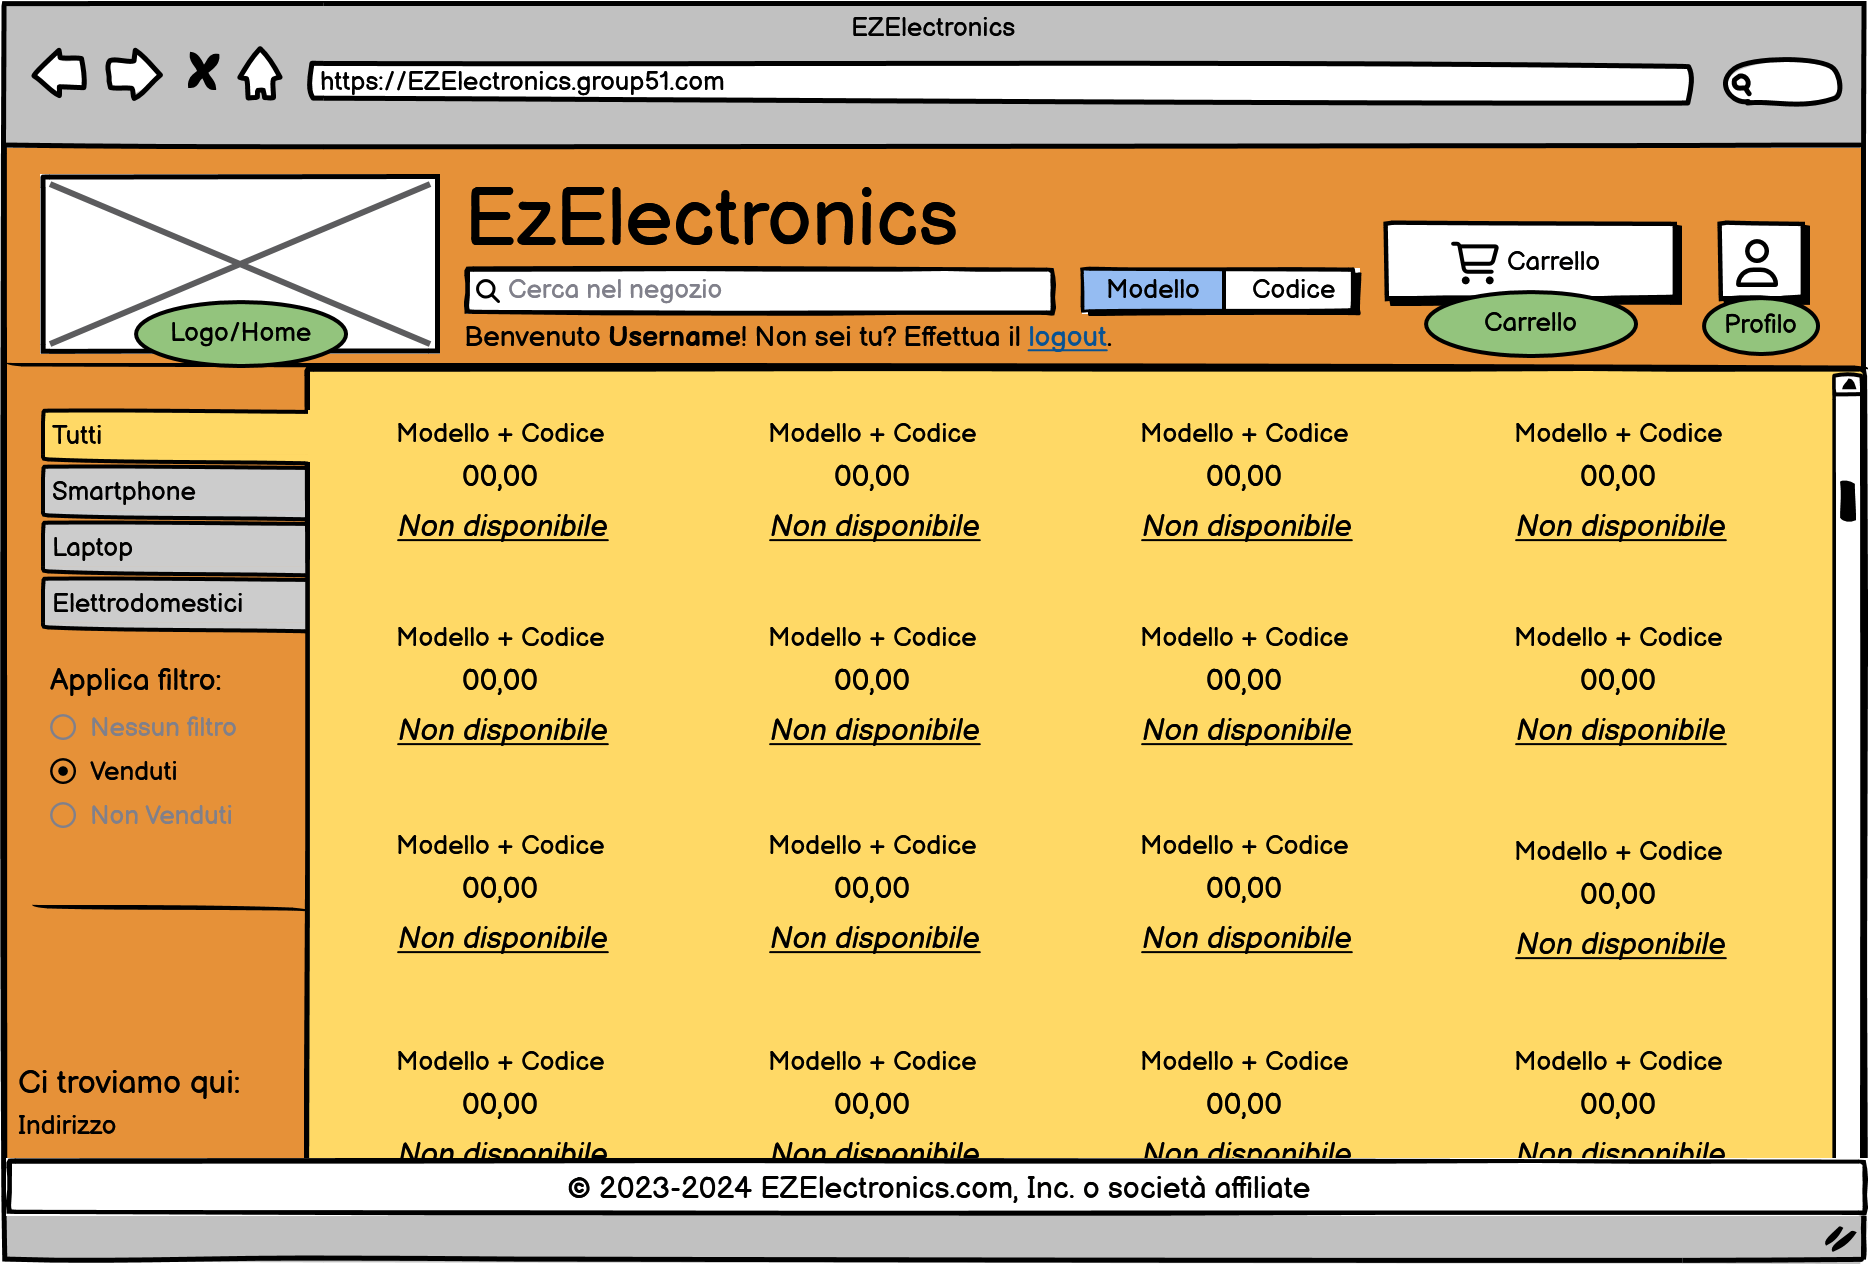 EZElectronics
https://EZElectronics.group51.com
EzElectronics
Cerca nel negozio
Modello
Codice
Carrello
Logo/Home
Benvenuto Username! Non sei tu? Effettua il logout.
Carrello
Profilo
Tutti
Smartphone
Laptop
Elettrodomestici
Applica filtro:
Nessun filtro
Venduti
Non Venduti
Ci troviamo qui:
Indirizzo
Modello + Codice Modello + Codice Modello + Codice Modello + Codice
00,00 00,00 00,00 00,00
Non disponibile Non disponibile Non disponibile Non disponibile
Modello + Codice Modello + Codice Modello + Codice Modello + Codice
00,00 00,00 00,00 00,00
Non disponibile Non disponibile Non disponibile Non disponibile
Modello + Codice Modello + Codice Modello + Codice Modello + Codice
00,00 00,00 00,00 00,00
Non disponibile Non disponibile Non disponibile Non disponibile
Modello + Codice Modello + Codice Modello + Codice Modello + Codice
00,00 00,00 00,00 00,00
Non disponibile Non disponibile Non disponibile Non disponibile
© 2023-2024 EZElectronics.com, Inc. o società affiliate